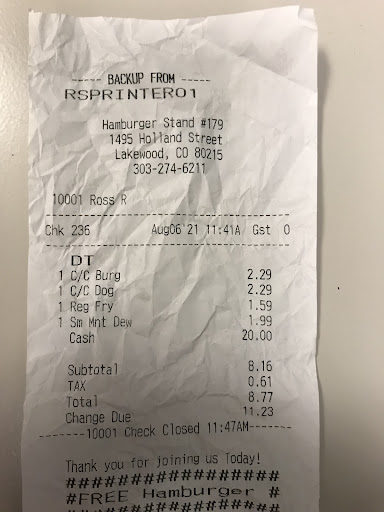 ----- BACKUP FROM -----
RSPRINTER01
Hamburger Stand #179
1495 Holland Street
Lakewood, CO 80215
303-274-6211
10001 Ross R
Chk 236 Aug06'21 11:41A Gst 0
DT
1 C/C Burg 2.29
1 C/C Dog 2.29
1 Reg Fry 1.59
1 Sm Mnt Dew 1.99
Cash 20.00
Subtotal 8.16
TAX 0.61
Total 8.77
Change Due 11.23
------10001 Check Closed 11:47AM------
Thank you for joining us Today!
#################
#FREE Hamburger #